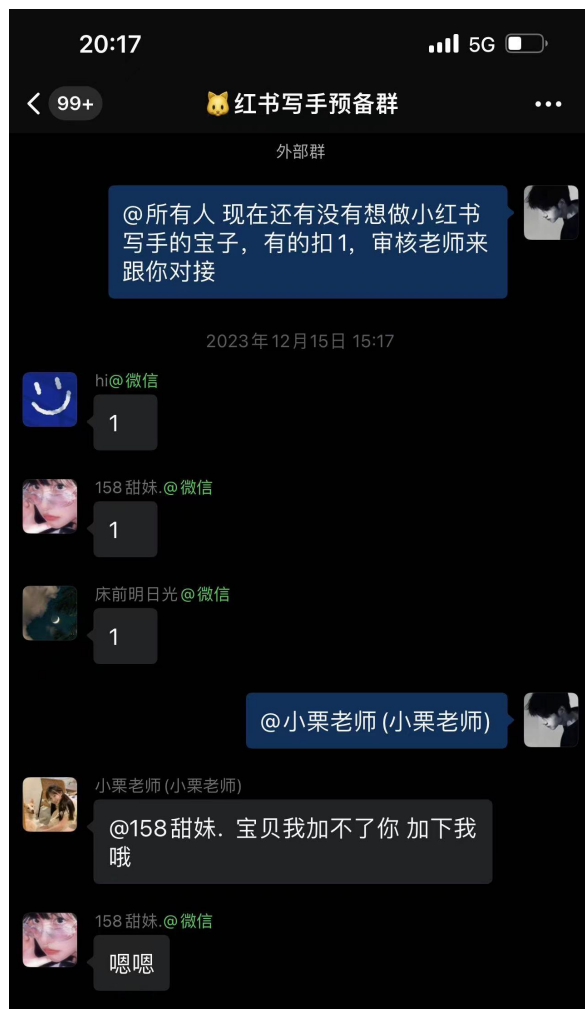 20:17
5G
99+
🐱红书写手预备群
外部群
@所有人 现在还有没有想做小红书
写手的宝子，有的扣1，审核老师来
跟你对接
2023年12月15日 15:17
hi@微信
1
158甜妹.@微信
1
床前明日光@微信
1
@小栗老师(小栗老师)
小栗老师(小栗老师)
@158甜妹. 宝贝我加不了你 加下我
哦
158甜妹.@微信
嗯嗯